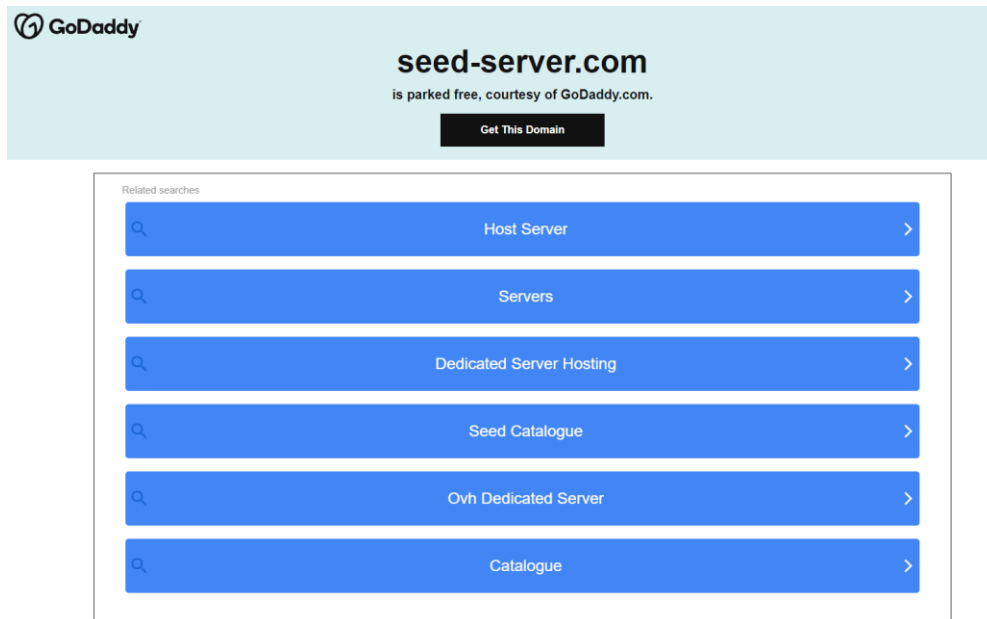 GoDaddy
seed-server.com
is parked free, courtesy of GoDaddy.com.
Get This Domain
Related searches
Host Server
Servers
Dedicated Server Hosting
Seed Catalogue
Ovh Dedicated Server
Catalogue